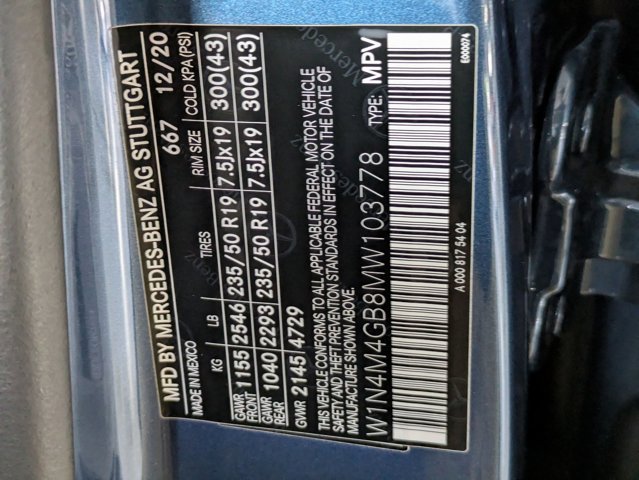 MFD BY MERCEDES-BENZ AG STUTTGART
MADE IN MEXICO 667 12/20
KG LB TIRES RIM SIZE COLD KPA (PSI)
GAWR FRONT 1155 2546 235/50 R19 7.5Jx19 300(43)
GAWR REAR 1040 2293 235/50 R19 7.5Jx19 300(43)
GVWR 2145 4729
THIS VEHICLE CONFORMS TO ALL APPLICABLE FEDERAL MOTOR VEHICLE
SAFETY AND THEFT PREVENTION STANDARDS IN EFFECT ON THE DATE OF
MANUFACTURE SHOWN ABOVE.
W1N4M4GB8MW103778 TYPE: MPV
A 000 817 54 04 E000074